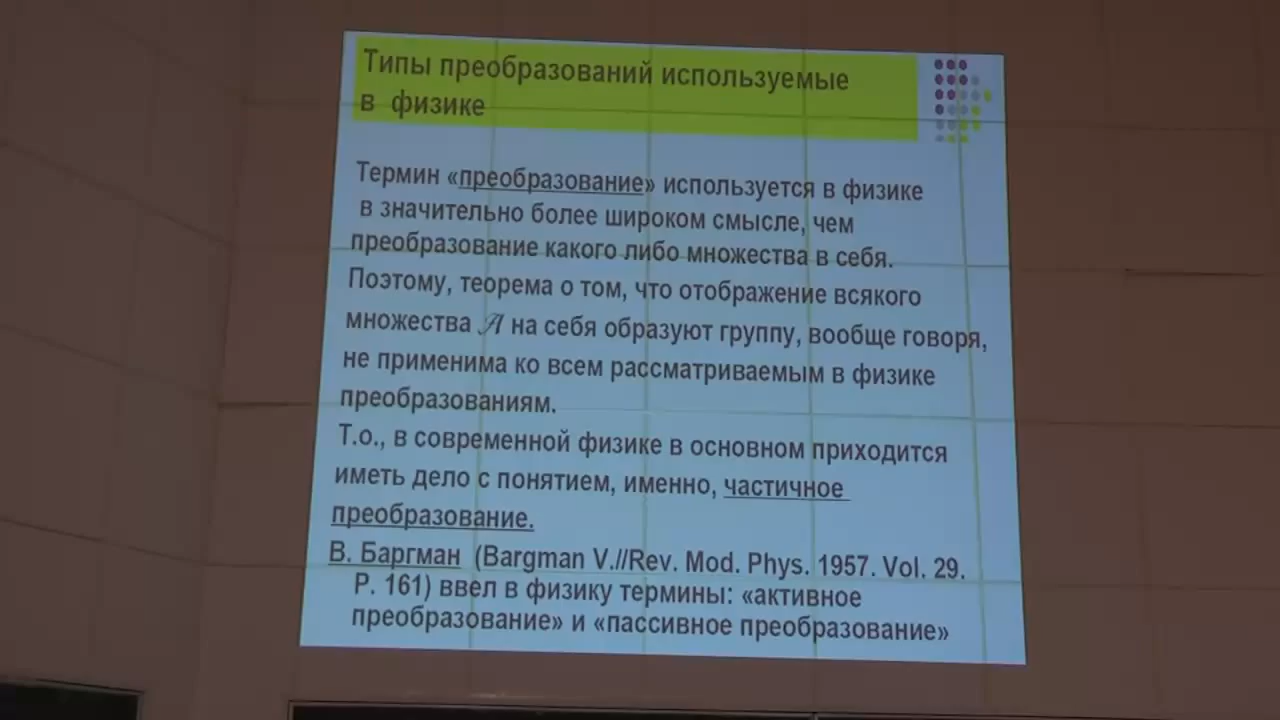 Типы преобразований используемые
в физике
Термин «преобразование» используется в физике
в значительно более широком смысле, чем
преобразование какого либо множества в себя.
Поэтому, теорема о том, что отображение всякого
множества 𝒜 на себя образуют группу, вообще говоря,
не применима ко всем рассматриваемым в физике
преобразованиям.
Т.о., в современной физике в основном приходится
иметь дело с понятием, именно, частичное
преобразование.
В. Баргман (Bargman V.//Rev. Mod. Phys. 1957. Vol. 29.
P. 161) ввел в физику термины: «активное
преобразование» и «пассивное преобразование»